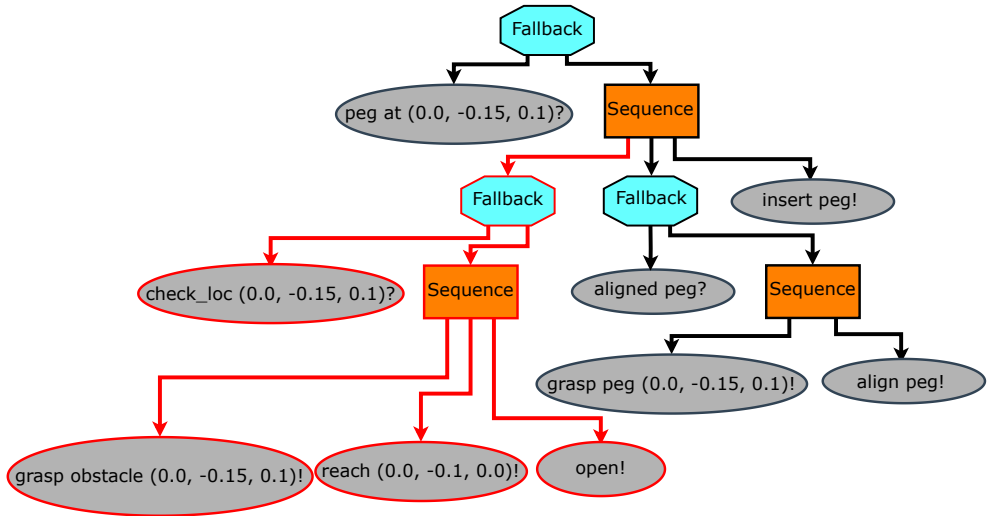 Fallback
peg at (0.0, -0.15, 0.1)?
Sequence
Fallback
Fallback
insert peg!
check_loc (0.0, -0.15, 0.1)?
Sequence
aligned peg?
Sequence
grasp peg (0.0, -0.15, 0.1)!
align peg!
grasp obstacle (0.0, -0.15, 0.1)!
reach (0.0, -0.1, 0.0)!
open!